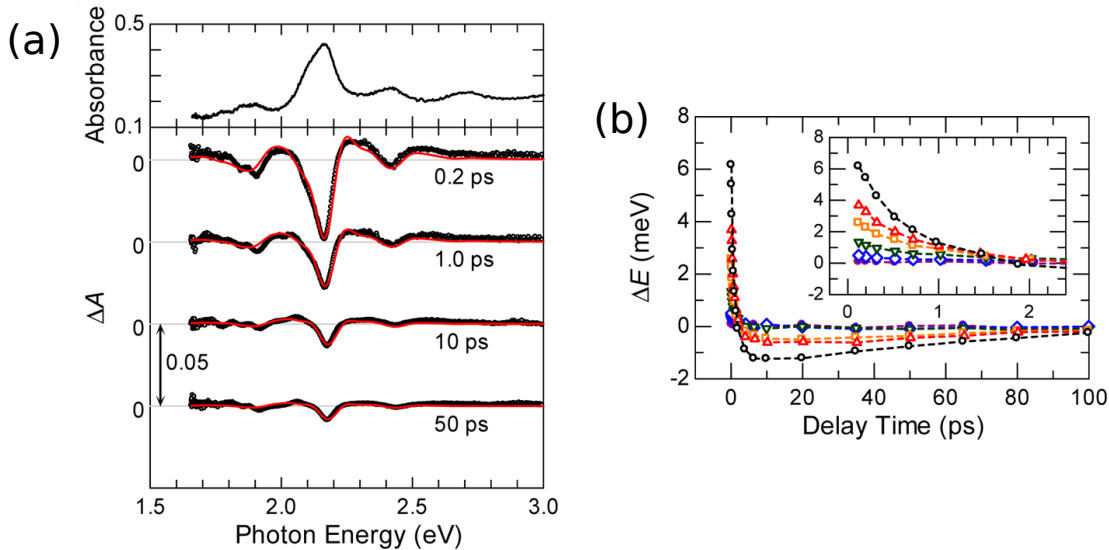 (a)
0.5
Absorbance
0.1
0
0.2 ps
0
1.0 ps
ΔA
0
10 ps
0.05
0
50 ps
1.5 2.0 2.5 3.0
Photon Energy (eV)
(b)
8
6
4
2
0
-2
ΔE (meV)
8
6
4
2
0
-2
0 1 2
0 20 40 60 80 100
Delay Time (ps)